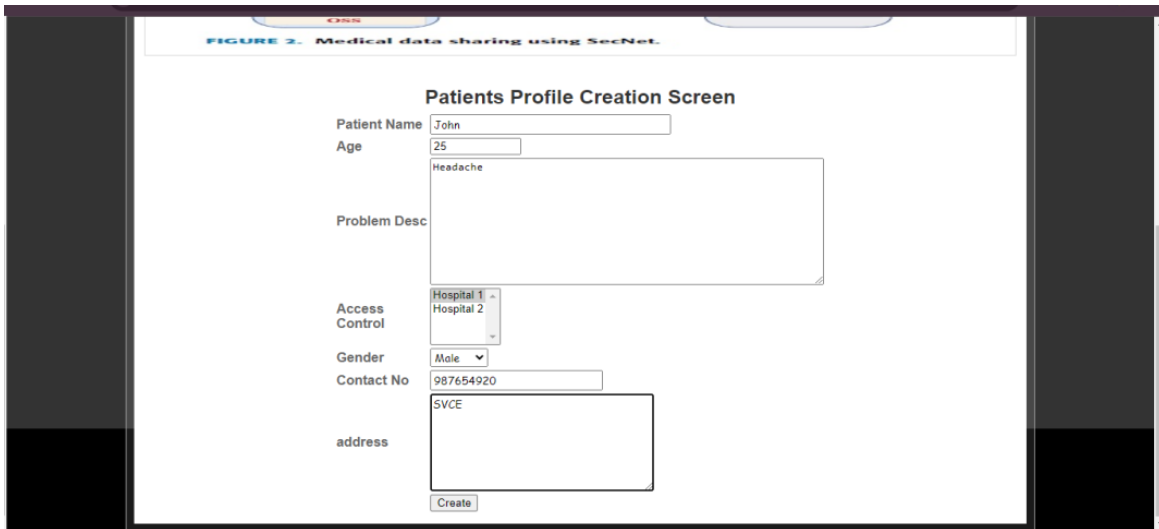 OSS
FIGURE 2. Medical data sharing using SecNet.
Patients Profile Creation Screen
Patient Name John
Age 25
Headache
Problem Desc
Hospital 1
Hospital 2
Access
Control
Gender Male
Contact No 987654920
SVCE
address
Create